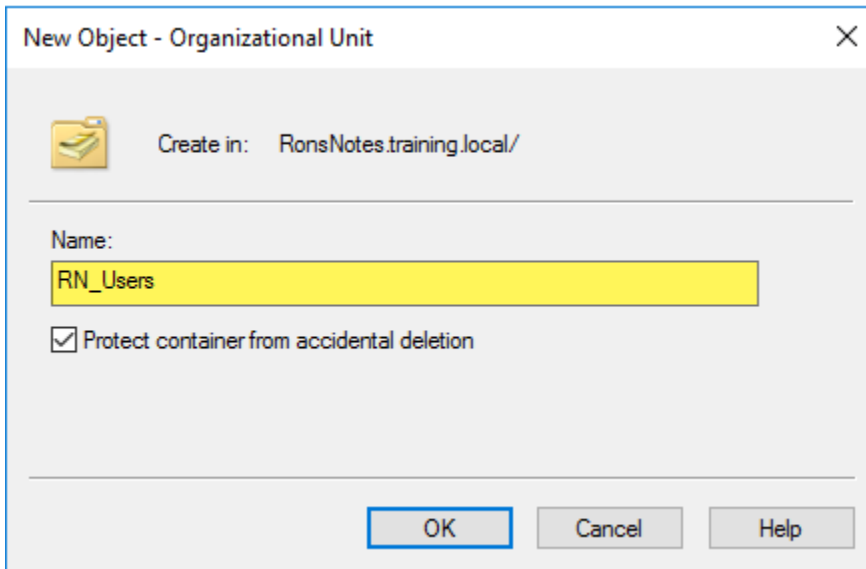 New Object - Organizational Unit
Create in: RonsNotes.training.local/
Name:
RN_Users
Protect container from accidental deletion
OK Cancel Help